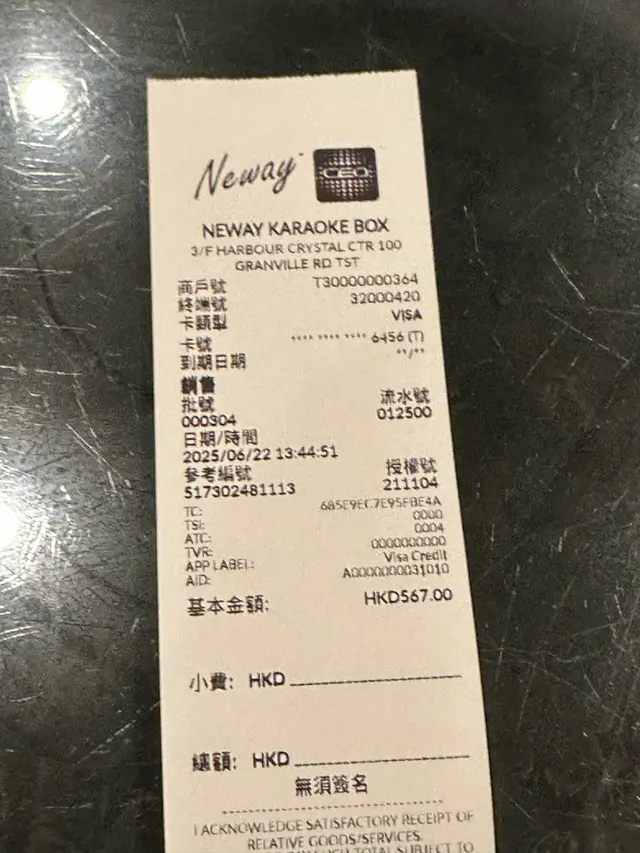 Neway
CEO
NEWAY KARAOKE BOX
3/F HARBOUR CRYSTAL CTR 100
GRANVILLE RD TST
商戶號 T30000000364
終端號 32000420
卡類型 VISA
卡號 **** **** **** 6456 (T)
到期日期 **/**
銷售
批號 流水號
000304 012500
日期/時間
2025/06/22 13:44:51
參考編號 授權號
517302481113 211104
TC: 685E9EC7E95FBE4A
TSI: 0000
ATC: 0004
TVR: 0000000000
APP LABEL: Visa Credit
AID: A0000000031010
基本金額: HKD567.00
小費: HKD
總額: HKD
無須簽名
I ACKNOWLEDGE SATISFACTORY RECEIPT OF
RELATIVE GOODS/SERVICES.
TOTAL SUBJECT TO